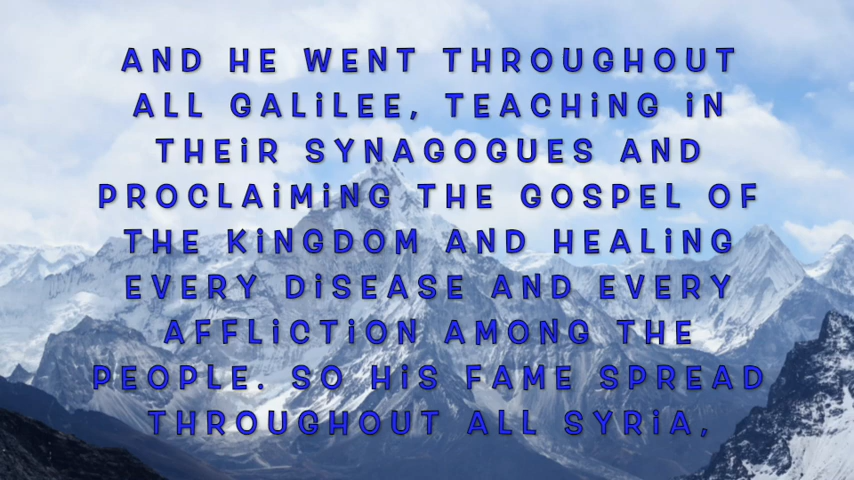 AND HE WENT THROUGHOUT
ALL GALiLEE, TEACHiNG iN
THEiR SYNAGOGUES AND
PROCLAiMiNG THE GOSPEL OF
THE KiNGDOM AND HEALiNG
EVERY DiSEASE AND EVERY
AFFLiCTiON AMONG THE
PEOPLE. SO HiS FAME SPREAD
THROUGHOUT ALL SYRiA,